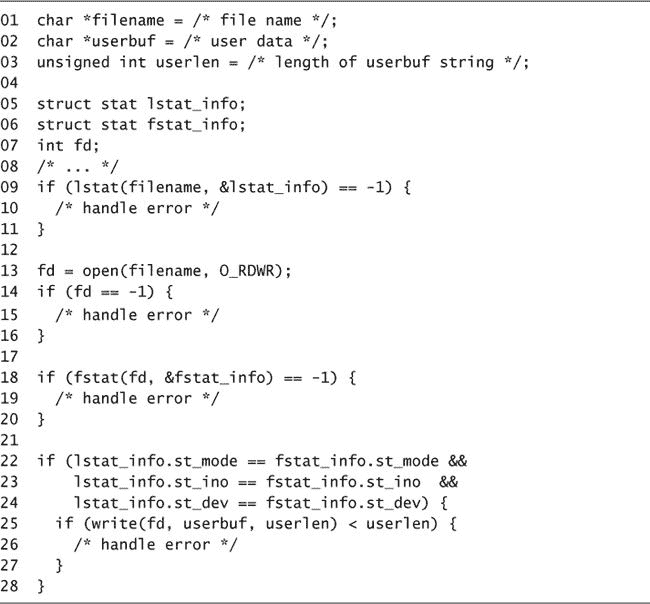 01 char *filename = /* file name */;
02 char *userbuf = /* user data */;
03 unsigned int userlen = /* length of userbuf string */;
04
05 struct stat lstat_info;
06 struct stat fstat_info;
07 int fd;
08 /* ... */
09 if (lstat(filename, &lstat_info) == -1) {
10   /* handle error */
11 }
12
13 fd = open(filename, O_RDWR);
14 if (fd == -1) {
15   /* handle error */
16 }
17
18 if (fstat(fd, &fstat_info) == -1) {
19   /* handle error */
20 }
21
22 if (lstat_info.st_mode == fstat_info.st_mode &&
23     lstat_info.st_ino == fstat_info.st_ino  &&
24     lstat_info.st_dev == fstat_info.st_dev) {
25   if (write(fd, userbuf, userlen) < userlen) {
26     /* handle error */
27   }
28 }